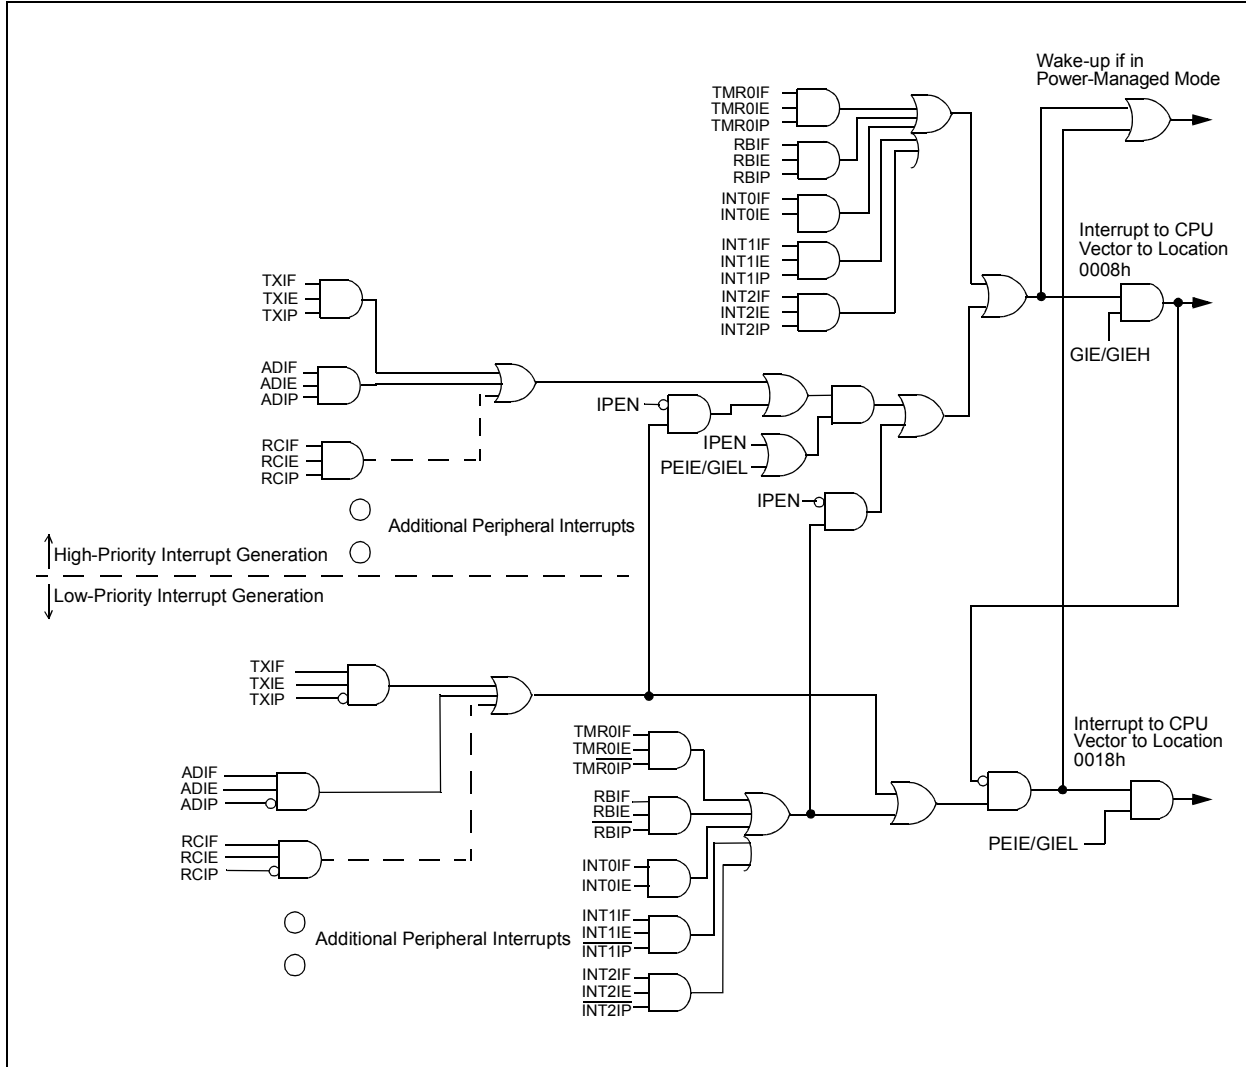 Wake-up if in
Power-Managed Mode
TMR0IF
TMR0IE
TMR0IP
RBIF
RBIE
RBIP
INT0IF
INT0IE
INT1IF
INT1IE
INT1IP
INT2IF
INT2IE
INT2IP
Interrupt to CPU
Vector to Location
0008h
GIE/GIEH
TXIF
TXIE
TXIP
ADIF
ADIE
ADIP
RCIF
RCIE
RCIP
IPEN
IPEN
PEIE/GIEL
IPEN
Additional Peripheral Interrupts
High-Priority Interrupt Generation
Low-Priority Interrupt Generation
TXIF
TXIE
TXIP
ADIF
ADIE
ADIP
RCIF
RCIE
RCIP
Additional Peripheral Interrupts
TMR0IF
TMR0IE
TMR0IP
RBIF
RBIE
RBIP
INT0IF
INT0IE
INT1IF
INT1IE
INT1IP
INT2IF
INT2IE
INT2IP
Interrupt to CPU
Vector to Location
0018h
PEIE/GIEL